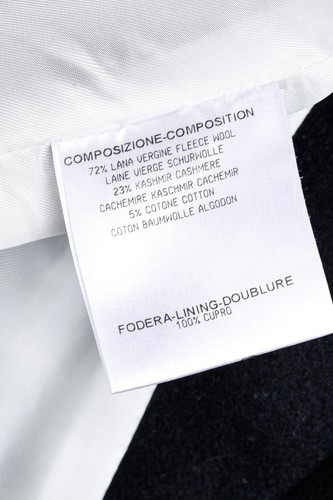 COMPOSIZIONE-COMPOSITION
72% LANA VERGINE FLEECE WOOL
LAINE VIERGE SCHURWOLLE
23% KASHMIR CASHMERE
CACHEMIRE KASCHMIR CACHEMIR
5% COTONE COTTON
COTON BAUMWOLLE ALGODON
FODERA-LINING-DOUBLURE
100% CUPRO